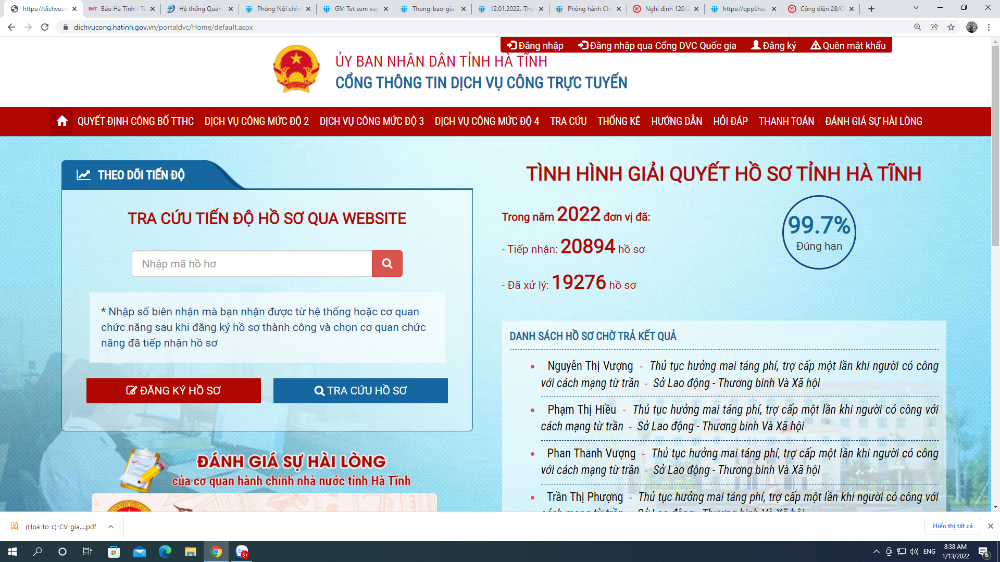 https://dichvuco
Báo Hà Tĩnh - Ti
Hệ thống Quản
Phòng Nội chín
GM Tet sum vay
Thong-bao-gia-
12.01.2022.-Tho
Phòng hành Ch
Nghị định 120/2
https://qppl.hat
Công điện 28/C
dichvucong.hatinh.gov.vn/portaldvc/Home/default.aspx
Đăng nhập
Đăng nhập qua Cổng DVC Quốc gia
Đăng ký
Quên mật khẩu
ỦY BAN NHÂN DÂN TỈNH HÀ TĨNH
CỔNG THÔNG TIN DỊCH VỤ CÔNG TRỰC TUYẾN
QUYẾT ĐỊNH CÔNG BỐ TTHC
DỊCH VỤ CÔNG MỨC ĐỘ 2
DỊCH VỤ CÔNG MỨC ĐỘ 3
DỊCH VỤ CÔNG MỨC ĐỘ 4
TRA CỨU
THỐNG KÊ
HƯỚNG DẪN
HỎI ĐÁP
THANH TOÁN
ĐÁNH GIÁ SỰ HÀI LÒNG
THEO DÕI TIẾN ĐỘ
TRA CỨU TIẾN ĐỘ HỒ SƠ QUA WEBSITE
Nhập mã hồ hơ
* Nhập số biên nhận mà bạn nhận được từ hệ thống hoặc cơ quan
chức năng sau khi đăng ký hồ sơ thành công và chọn cơ quan chức
năng đã tiếp nhận hồ sơ
ĐĂNG KÝ HỒ SƠ
TRA CỨU HỒ SƠ
ĐÁNH GIÁ SỰ HÀI LÒNG
của cơ quan hành chính nhà nước tỉnh Hà Tĩnh
TÌNH HÌNH GIẢI QUYẾT HỒ SƠ TỈNH HÀ TĨNH
Trong năm 2022 đơn vị đã:
- Tiếp nhận: 20894 hồ sơ
- Đã xử lý: 19276 hồ sơ
99.7%
Đúng hạn
DANH SÁCH HỒ SƠ CHỜ TRẢ KẾT QUẢ
Nguyễn Thị Vượng - Thủ tục hưởng mai táng phí, trợ cấp một lần khi người có công
với cách mạng từ trần - Sở Lao động - Thương binh Và Xã hội
Phạm Thị Hiều - Thủ tục hưởng mai táng phí, trợ cấp một lần khi người có công với
cách mạng từ trần - Sở Lao động - Thương binh Và Xã hội
Phan Thanh Vượng - Thủ tục hưởng mai táng phí, trợ cấp một lần khi người có công
với cách mạng từ trần - Sở Lao động - Thương binh Và Xã hội
Trần Thị Phượng - Thủ tục hưởng mai táng phí, trợ cấp một lần khi người có công với
cách mạng từ trần - Sở Lao động - Thương binh Và Xã hội
(Hoa-to-c)-CV-gia....pdf
Hiển thị tất cả
5+
ENG
8:38 AM
1/13/2022
6